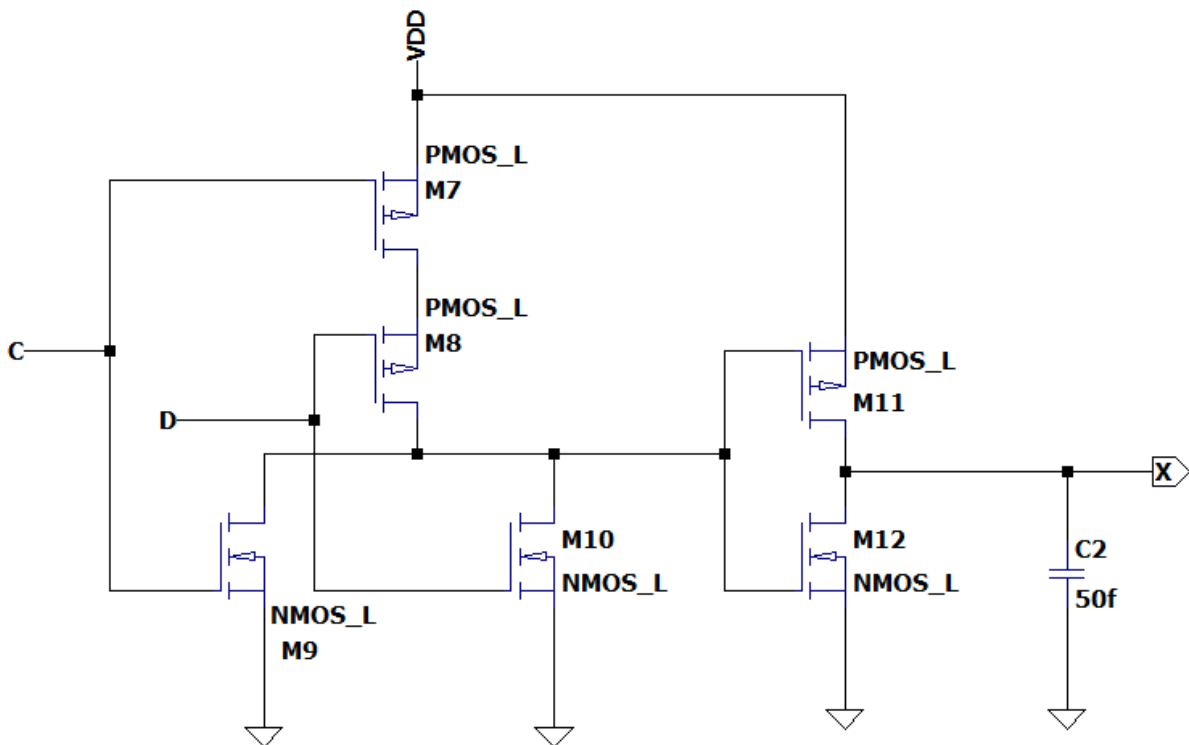 VDD
PMOS_L
M7
PMOS_L
M8
C
PMOS_L
M11
D
X
M10
M12
C2
NMOS_L
NMOS_L
50f
NMOS_L
M9